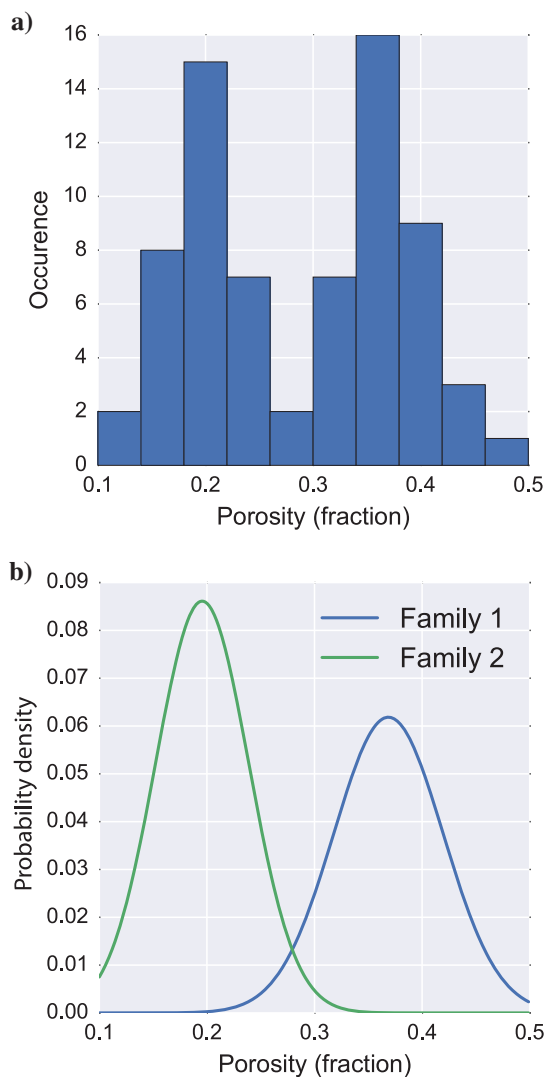 a)
16
14
12
10
8
6
4
2
0
Occurence
0.1 0.2 0.3 0.4 0.5
Porosity (fraction)
b)
0.09
0.08
0.07
0.06
0.05
0.04
0.03
0.02
0.01
0.00
Probability density
Family 1
Family 2
0.1 0.2 0.3 0.4 0.5
Porosity (fraction)